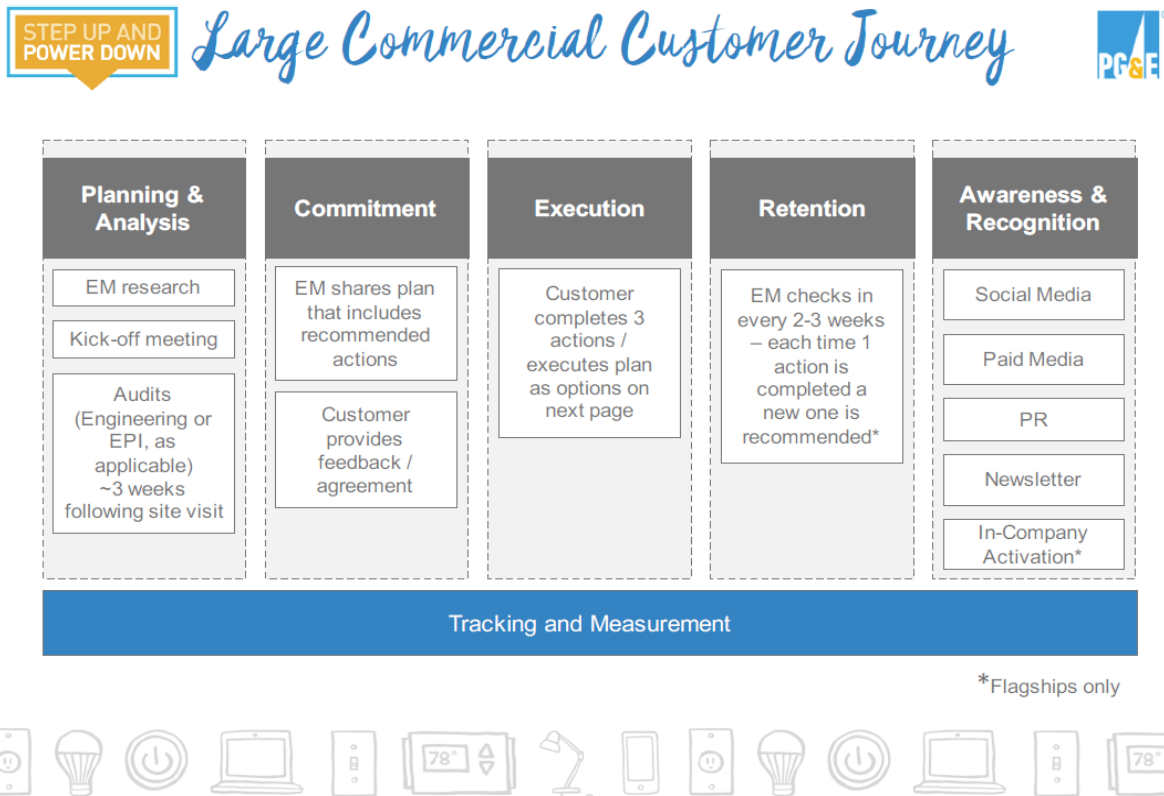 STEP UP AND
POWER DOWN
Large Commercial Customer Journey
PG&E
Planning &
Analysis
EM research
Kick-off meeting
Audits
(Engineering or
EPI, as
applicable)
~3 weeks
following site visit
Commitment
EM shares plan
that includes
recommended
actions
Customer
provides
feedback /
agreement
Execution
Customer
completes 3
actions /
executes plan
as options on
next page
Retention
EM checks in
every 2-3 weeks
– each time 1
action is
completed a
new one is
recommended*
Awareness &
Recognition
Social Media
Paid Media
PR
Newsletter
In-Company
Activation*
Tracking and Measurement
*Flagships only
78°
78°